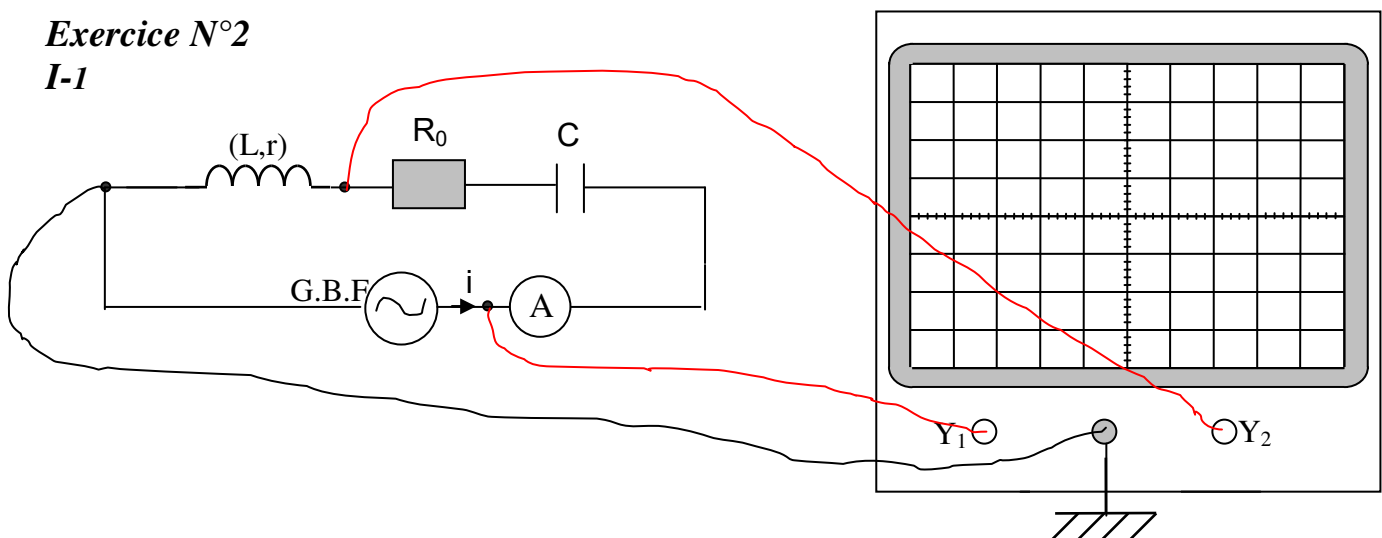 Exercice N°2
I-1
(L,r)
R₀
C
G.B.F
i
A
Y₁
Y₂